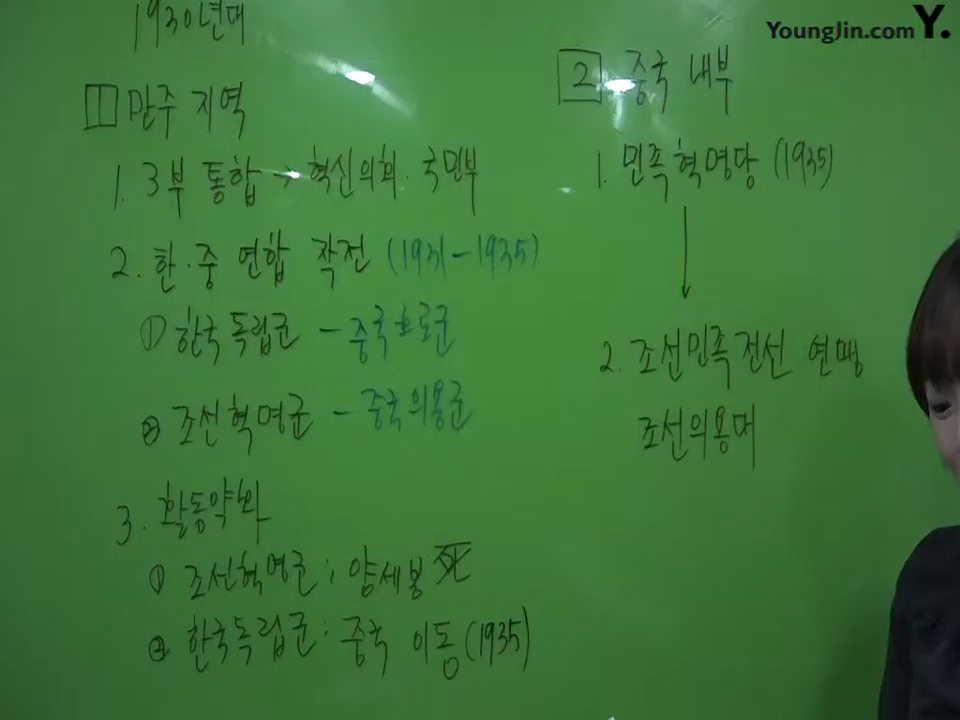 YoungJin.com Y.
1930년대
1 만주 지역
1. 3부 통합 → 혁신의회. 국민부
2. 한·중 연합 작전 (1931-1935)
① 한국독립군 - 중국호로군
② 조선혁명군 - 중국의용군
3. 활동약화
① 조선혁명군 : 양세봉 死
② 한국독립군 : 중국 이동 (1935)
2 중국 내부
1. 민족혁명당 (1935)
↓
2. 조선민족전선 연맹
조선의용대